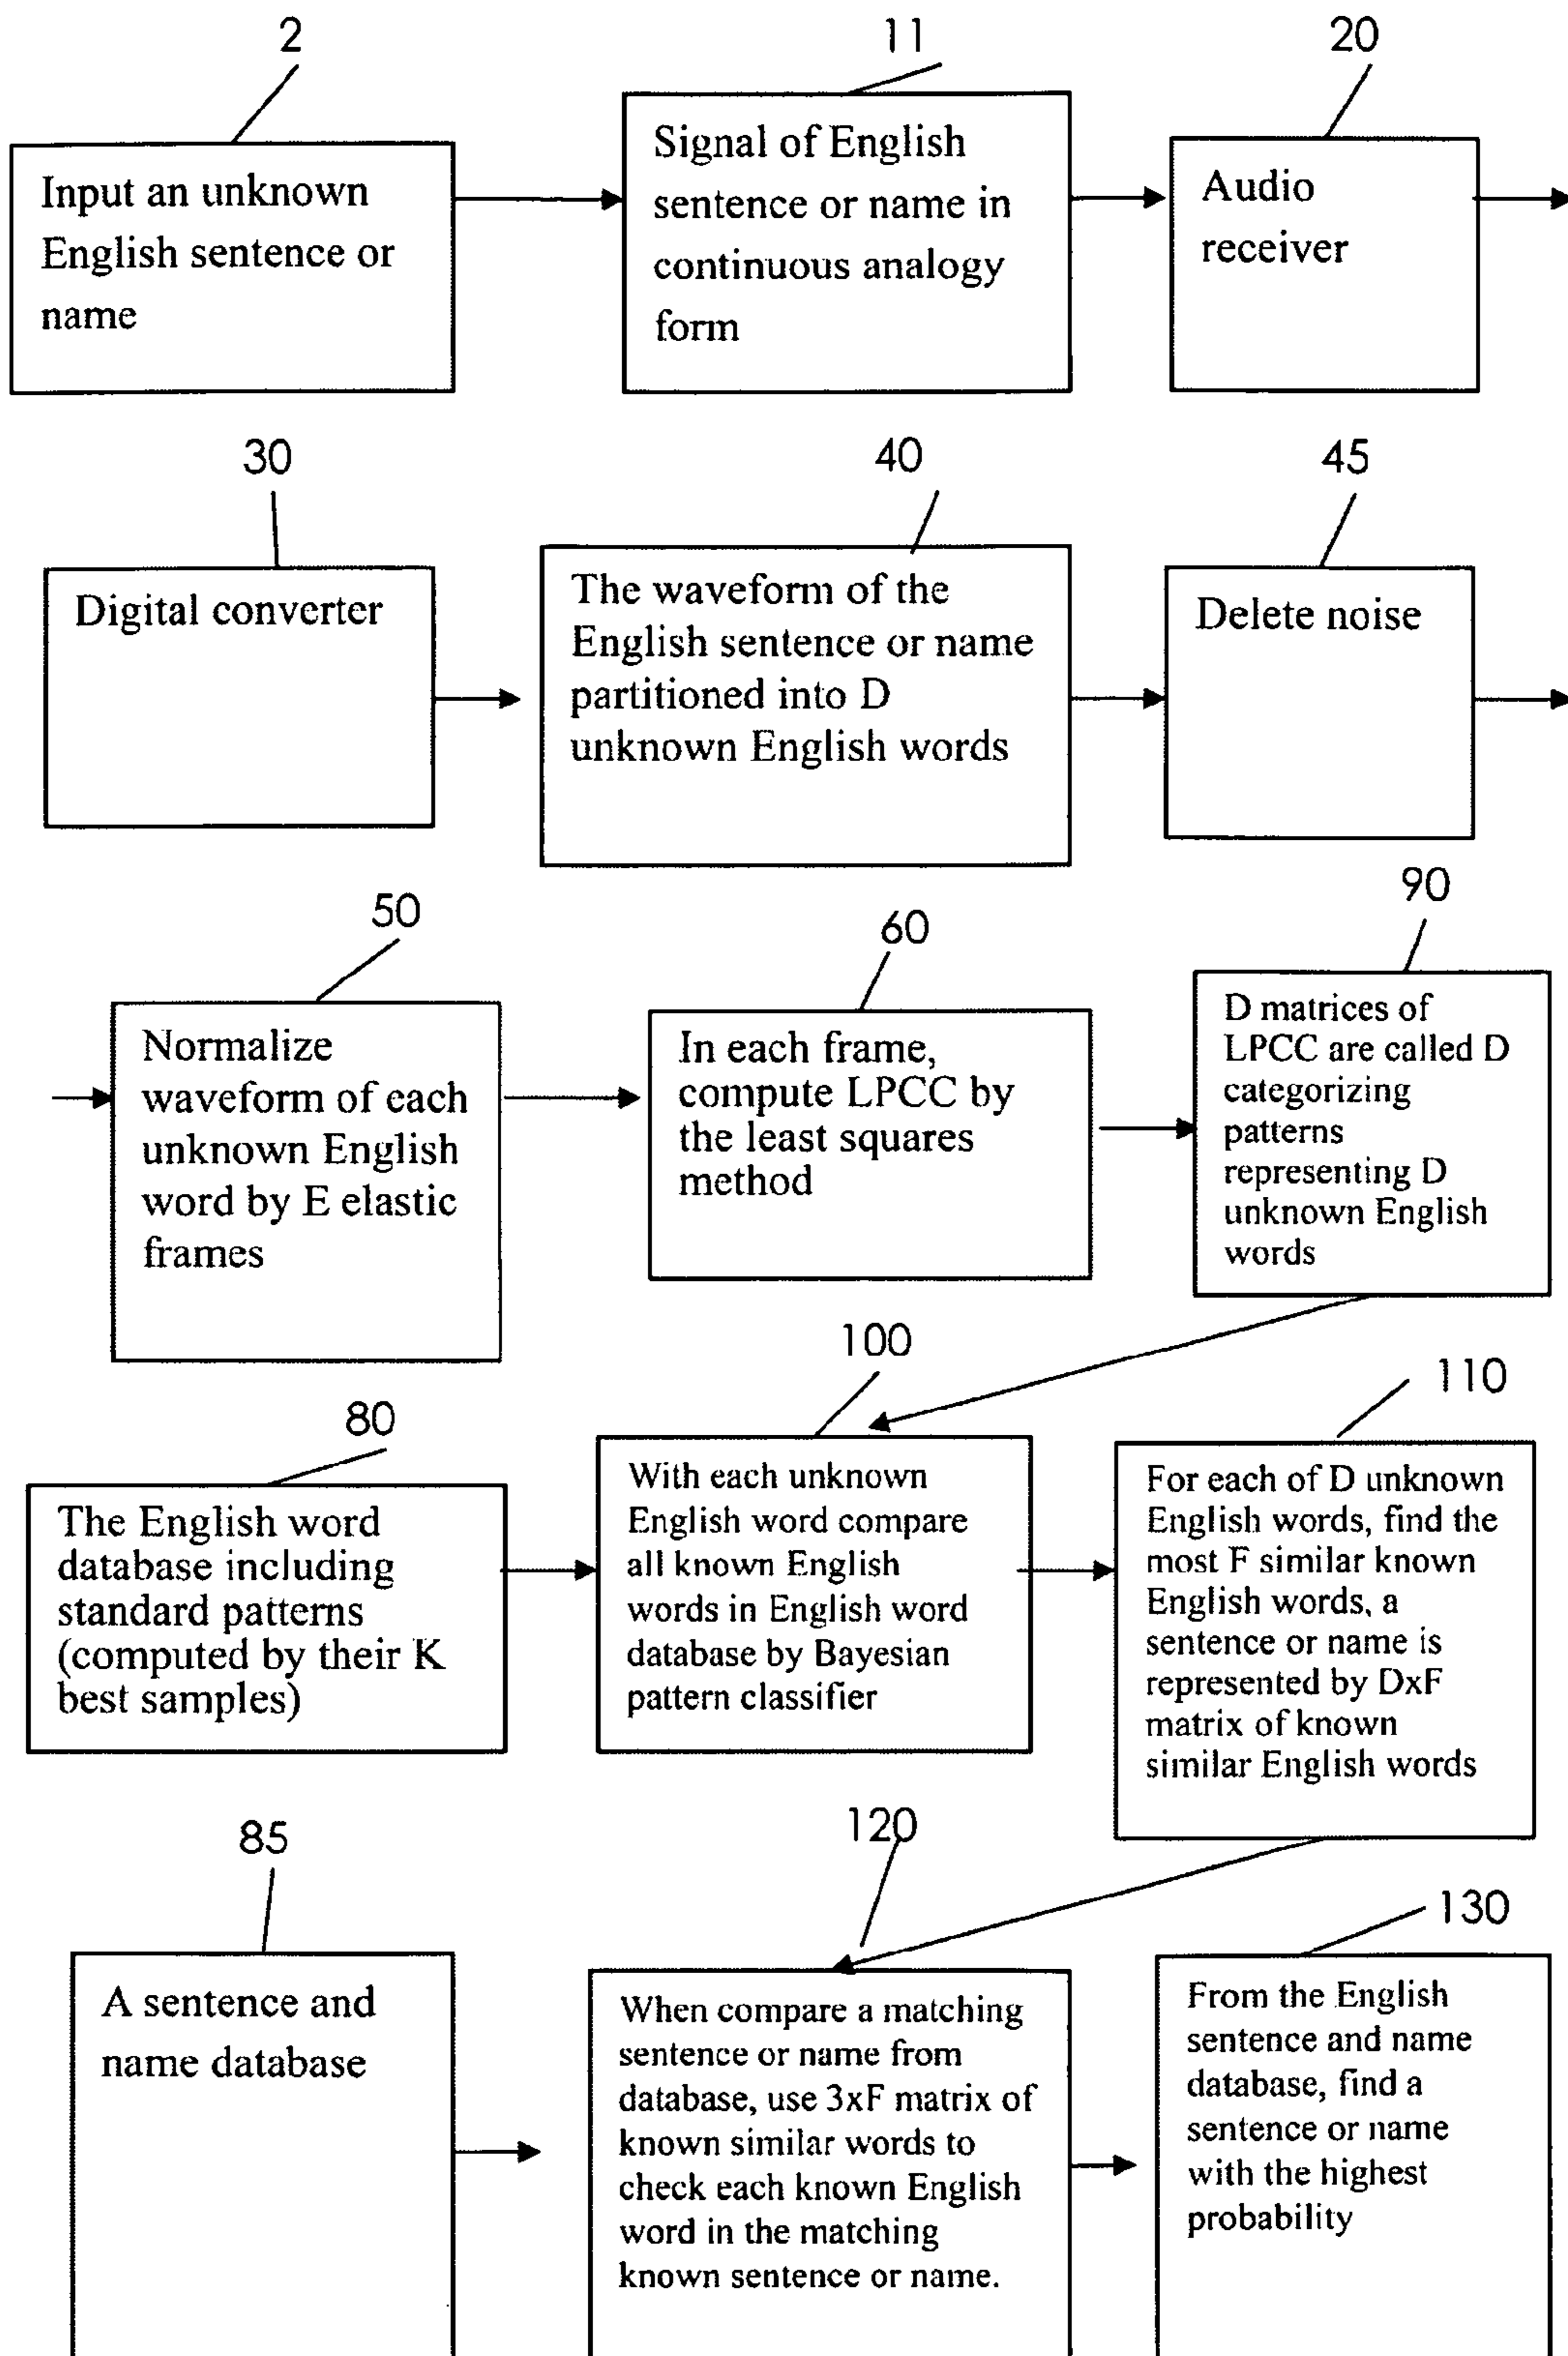 2
11
20
Input an unknown
English sentence or
name
Signal of English
sentence or name in
continuous analogy
form
Audio
receiver
30
40
45
Digital converter
The waveform of the
English sentence or name
partitioned into D
unknown English words
Delete noise
50
60
90
Normalize
waveform of each
unknown English
word by E elastic
frames
In each frame,
compute LPCC by
the least squares
method
D matrices of
LPCC are called D
categorizing
patterns
representing D
unknown English
words
80
100
110
The English word
database including
standard patterns
(computed by their K
best samples)
With each unknown
English word compare
all known English
words in English word
database by Bayesian
pattern classifier
For each of D unknown
English words, find the
most F similar known
English words, a
sentence or name is
represented by DxF
matrix of known
similar English words
85
120
130
A sentence and
name database
When compare a matching
sentence or name from
database, use 3xF matrix of
known similar words to
check each known English
word in the matching
known sentence or name.
From the English
sentence and name
database, find a
sentence or name
with the highest
probability